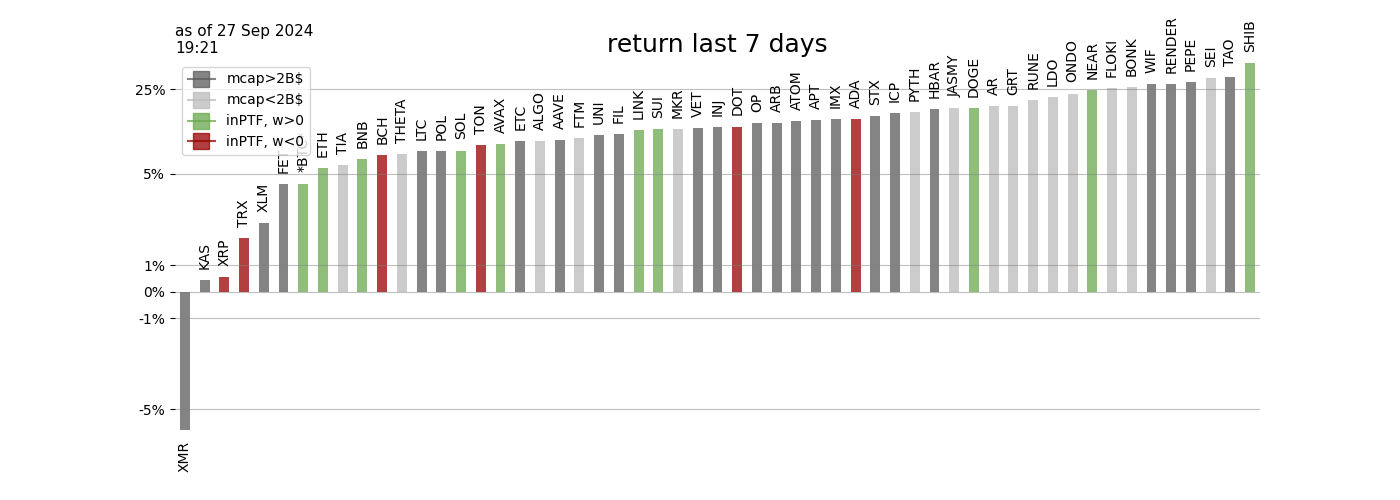 as of 27 Sep 2024
19:21
return last 7 days
mcap>2B$
mcap<2B$
inPTF, w>0
inPTF, w<0
25%
5%
1%
0%
-1%
-5%
XMR
KAS
XRP
TRX
XLM
FET
*BTC
ETH
TIA
BNB
BCH
THETA
LTC
POL
SOL
TON
AVAX
ETC
ALGO
AAVE
FTM
UNI
FIL
LINK
SUI
MKR
VET
INJ
DOT
OP
ARB
ATOM
APT
IMX
ADA
STX
ICP
PYTH
HBAR
JASMY
DOGE
AR
GRT
RUNE
LDO
ONDO
NEAR
FLOKI
BONK
WIF
RENDER
PEPE
SEI
TAO
SHIB